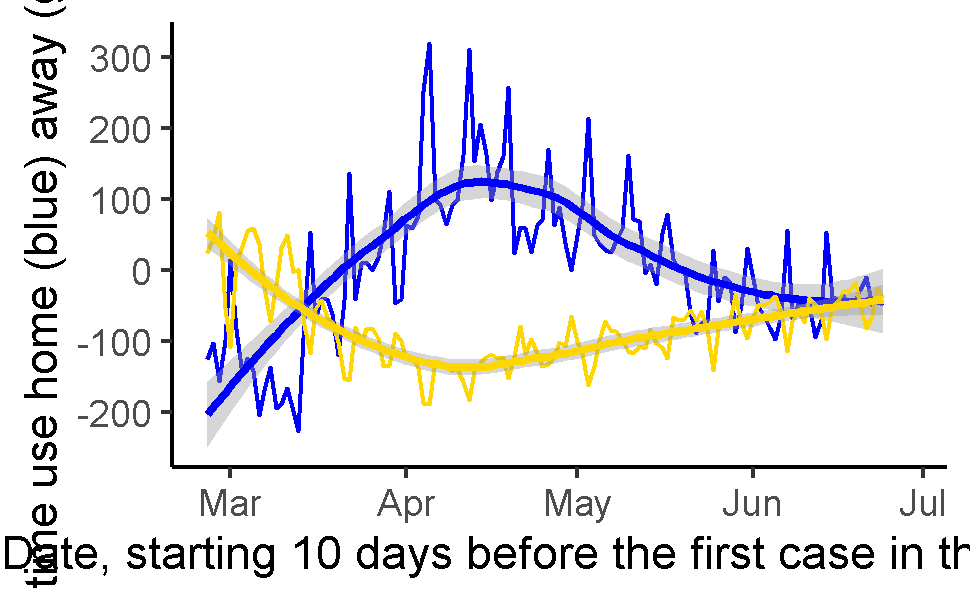 time use home (blue) away (
300
200
100
0
-100
-200
Mar Apr May Jun Jul
Date, starting 10 days before the first case in th